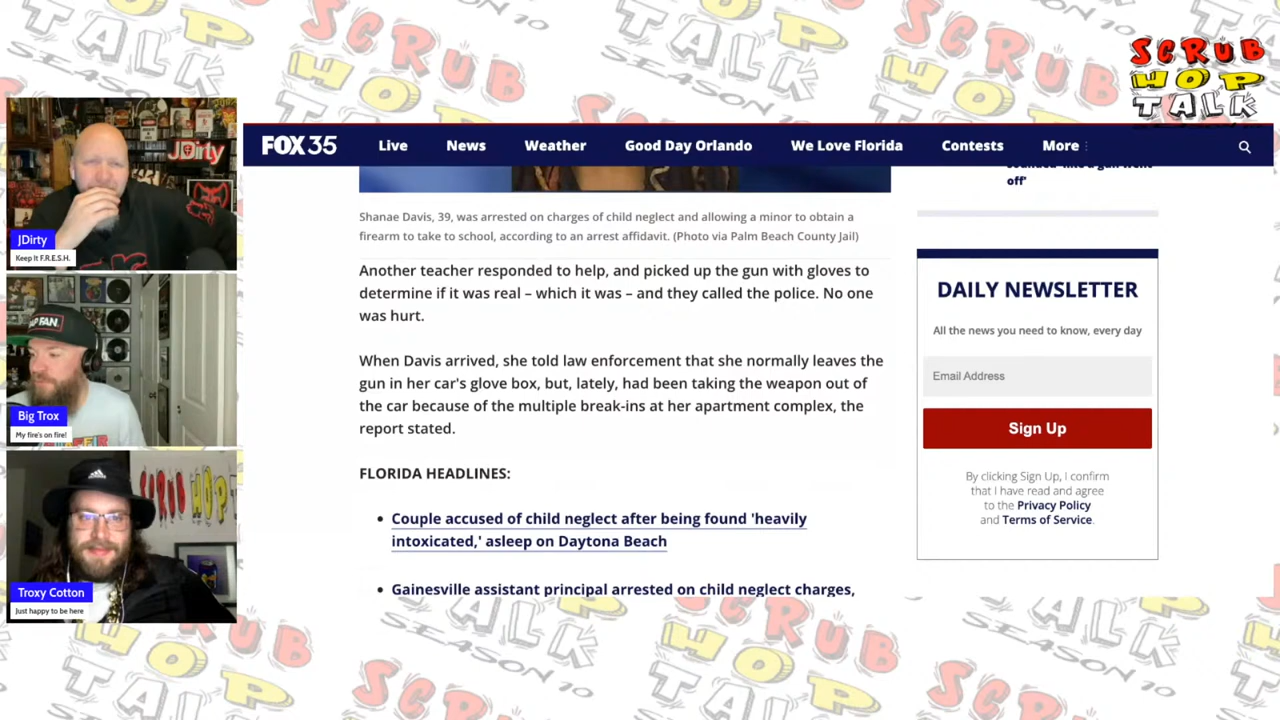 SCRUB
HOP
TALK
SEASON 10
FOX 35
Live
News
Weather
Good Day Orlando
We Love Florida
Contests
More
off'
Shanae Davis, 39, was arrested on charges of child neglect and allowing a minor to obtain a
firearm to take to school, according to an arrest affidavit. (Photo via Palm Beach County Jail)
Another teacher responded to help, and picked up the gun with gloves to
determine if it was real – which it was – and they called the police. No one
was hurt.
When Davis arrived, she told law enforcement that she normally leaves the
gun in her car's glove box, but, lately, had been taking the weapon out of
the car because of the multiple break-ins at her apartment complex, the
report stated.
FLORIDA HEADLINES:
Couple accused of child neglect after being found 'heavily
intoxicated,' asleep on Daytona Beach
Gainesville assistant principal arrested on child neglect charges,
DAILY NEWSLETTER
All the news you need to know, every day
Email Address
Sign Up
By clicking Sign Up, I confirm
that I have read and agree
to the Privacy Policy
and Terms of Service.
JDirty
JDirty
Keep It F.R.E.S.H.
Big Trox
My fire's on fire!
SCRUB HOP
Troxy Cotton
Just happy to be here